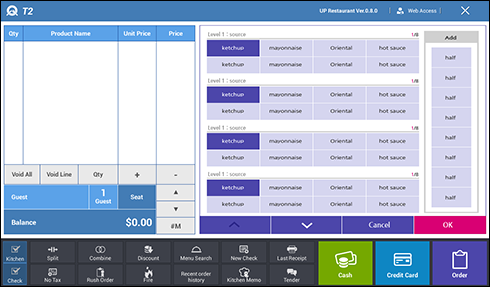 T2 UP Restaurant Ver.0.8.0 Web Access
Qty Product Name Unit Price Price
Level 1 : source 1/8
ketchup mayonnaise Oriental hot sauce
ketchup mayonnaise Oriental hot sauce
Level 1 : source 1/8
ketchup mayonnaise Oriental hot sauce
ketchup mayonnaise Oriental hot sauce
Level 1 : source 1/8
ketchup mayonnaise Oriental hot sauce
ketchup mayonnaise Oriental hot sauce
Level 1 : source 1/8
ketchup mayonnaise Oriental hot sauce
ketchup mayonnaise Oriental hot sauce
Add
half
half
half
half
half
half
half
half
Void All Void Line Qty + -
Guest 1 Guest Seat
Balance $0.00 #M
Cancel OK
Kitchen Split Combine Discount Menu Search New Check Last Receipt
Check No Tax Rush Order Fire Recent order history Kitchen Memo Tender
Cash Credit Card Order